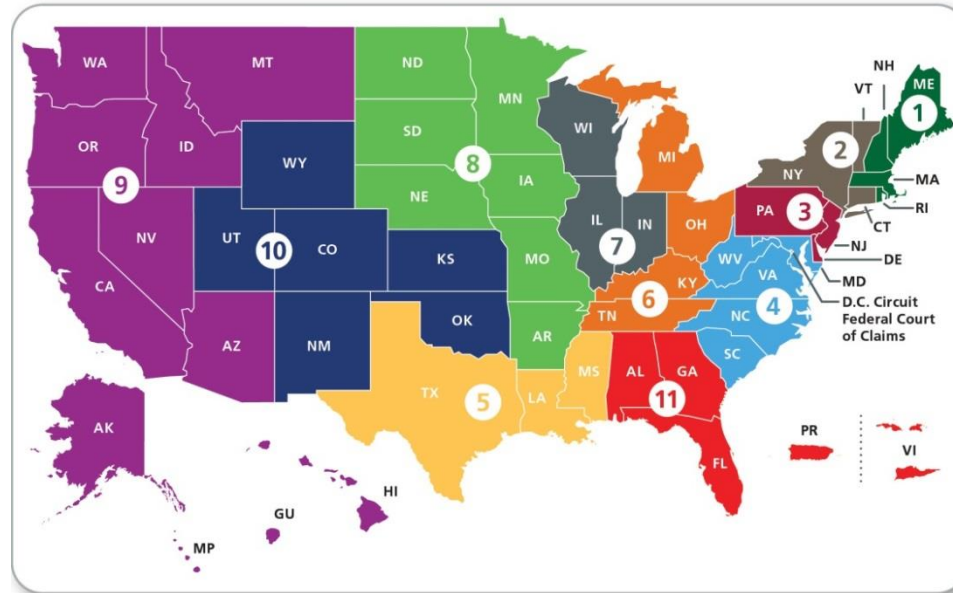 WA
MT
ND
MN
OR
ID
SD
WI
MI
NH
VT
ME
1
2
NY
MA
RI
CT
WY
9
8
NE
IA
PA
3
NJ
DE
MD
D.C. Circuit
Federal Court
of Claims
NV
UT
10
CO
IL
IN
7
OH
WV
VA
CA
KS
MO
KY
6
4
NC
TN
SC
AZ
NM
OK
AR
TX
5
LA
MS
AL
GA
11
FL
AK
HI
GU
MP
PR
VI